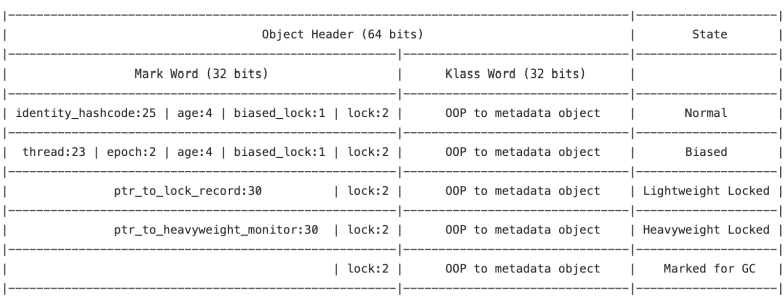 |--------------------------------------------------------------------------------------|--------------------|
| Object Header (64 bits) | State |
|-------------------------------------------------------|------------------------------|--------------------|
| Mark Word (32 bits) | Klass Word (32 bits) | |
|-------------------------------------------------------|------------------------------|--------------------|
| identity_hashcode:25 | age:4 | biased_lock:1 | lock:2 | OOP to metadata object | Normal |
|-------------------------------------------------------|------------------------------|--------------------|
| thread:23 | epoch:2 | age:4 | biased_lock:1 | lock:2 | OOP to metadata object | Biased |
|-------------------------------------------------------|------------------------------|--------------------|
| ptr_to_lock_record:30 | lock:2 | OOP to metadata object | Lightweight Locked |
|-------------------------------------------------------|------------------------------|--------------------|
| ptr_to_heavyweight_monitor:30 | lock:2 | OOP to metadata object | Heavyweight Locked |
|-------------------------------------------------------|------------------------------|--------------------|
| | lock:2 | OOP to metadata object | Marked for GC |
|-------------------------------------------------------|------------------------------|--------------------|